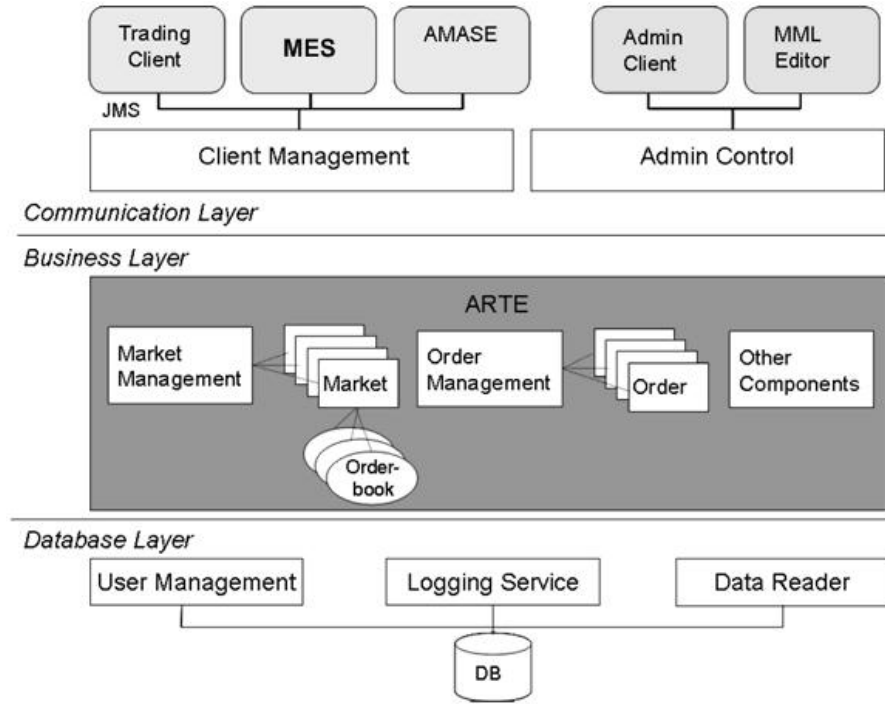 Trading
Client
MES
AMASE
Admin
Client
MML
Editor
JMS
Client Management
Admin Control
Communication Layer
Business Layer
ARTE
Market
Management
Market
Order-
book
Order
Management
Order
Other
Components
Database Layer
User Management
Logging Service
Data Reader
DB